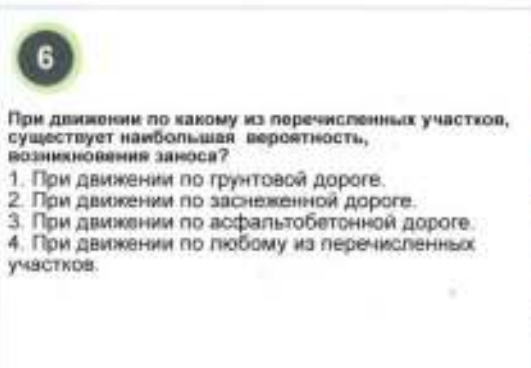 6
При движении по какому из перечисленных участков,
существует наибольшая вероятность,
возникновения заноса?
1. При движении по грунтовой дороге.
2. При движении по заснеженной дороге.
3. При движении по асфальтобетонной дороге.
4. При движении по любому из перечисленных
участков.